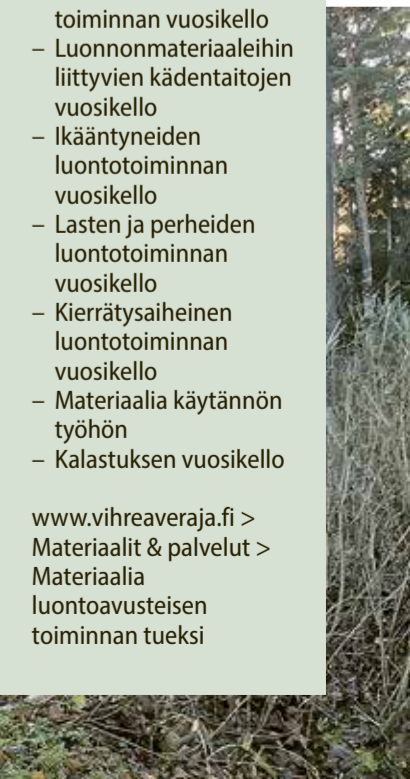 toiminnan vuosikello
– Luonnonmateriaaleihin
liittyvien kädentaitojen
vuosikello
– Ikääntyneiden
luontotoiminnan
vuosikello
– Lasten ja perheiden
luontotoiminnan
vuosikello
– Kierrätysaiheinen
luontotoiminnan
vuosikello
– Materiaalia käytännön
työhön
– Kalastuksen vuosikello
www.vihreaveraja.fi >
Materiaalit & palvelut >
Materiaalia
luontoavusteisen
toiminnan tueksi